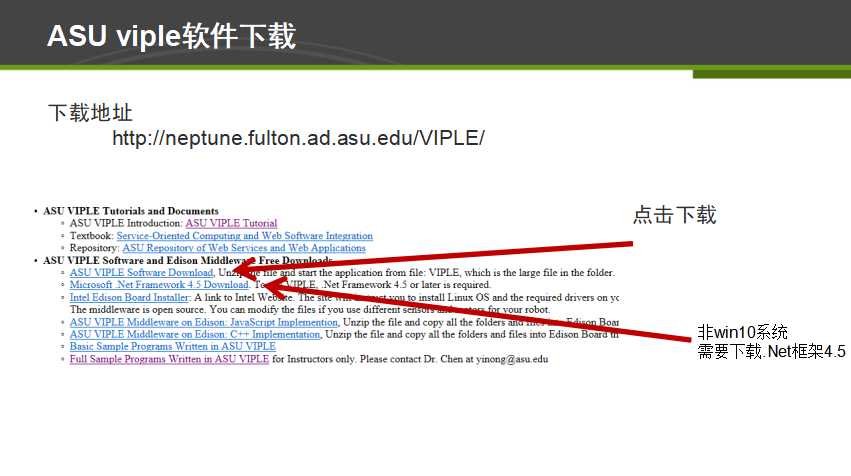 ASU viple软件下载
下载地址
http://neptune.fulton.ad.asu.edu/VIPLE/
点击下载
• ASU VIPLE Tutorials and Documents
◦ ASU VIPLE Introduction: ASU VIPLE Tutorial
◦ Textbook: Service-Oriented Computing and Web Software Integration
◦ Repository: ASU Repository of Web Services and Web Applications
• ASU VIPLE Software and Edison Middleware Free Downloads
◦ ASU VIPLE Software Download, Unzip the file and start the application from file: VIPLE, which is the large file in the folder.
◦ Microsoft .Net Framework 4.5 Download. To use VIPLE, .Net Framework 4.5 or later is required.
◦ Intel Edison Board Installer: A link to Intel Website. The site will instruct you to install Linux OS and the required drivers on yo
The middleware is open source. You can modify the files if you use different sensors and motors for your robot.
◦ ASU VIPLE Middleware on Edison: JavaScript Implemention, Unzip the file and copy all the folders and files into Edison Boar
◦ ASU VIPLE Middleware on Edison: C++ Implementation, Unzip the file and copy all the folders and files into Edison Board th
◦ Basic Sample Programs Written in ASU VIPLE
◦ Full Sample Programs Written in ASU VIPLE for Instructors only. Please contact Dr. Chen at yinong@asu.edu
非win10系统
需要下载.Net框架4.5